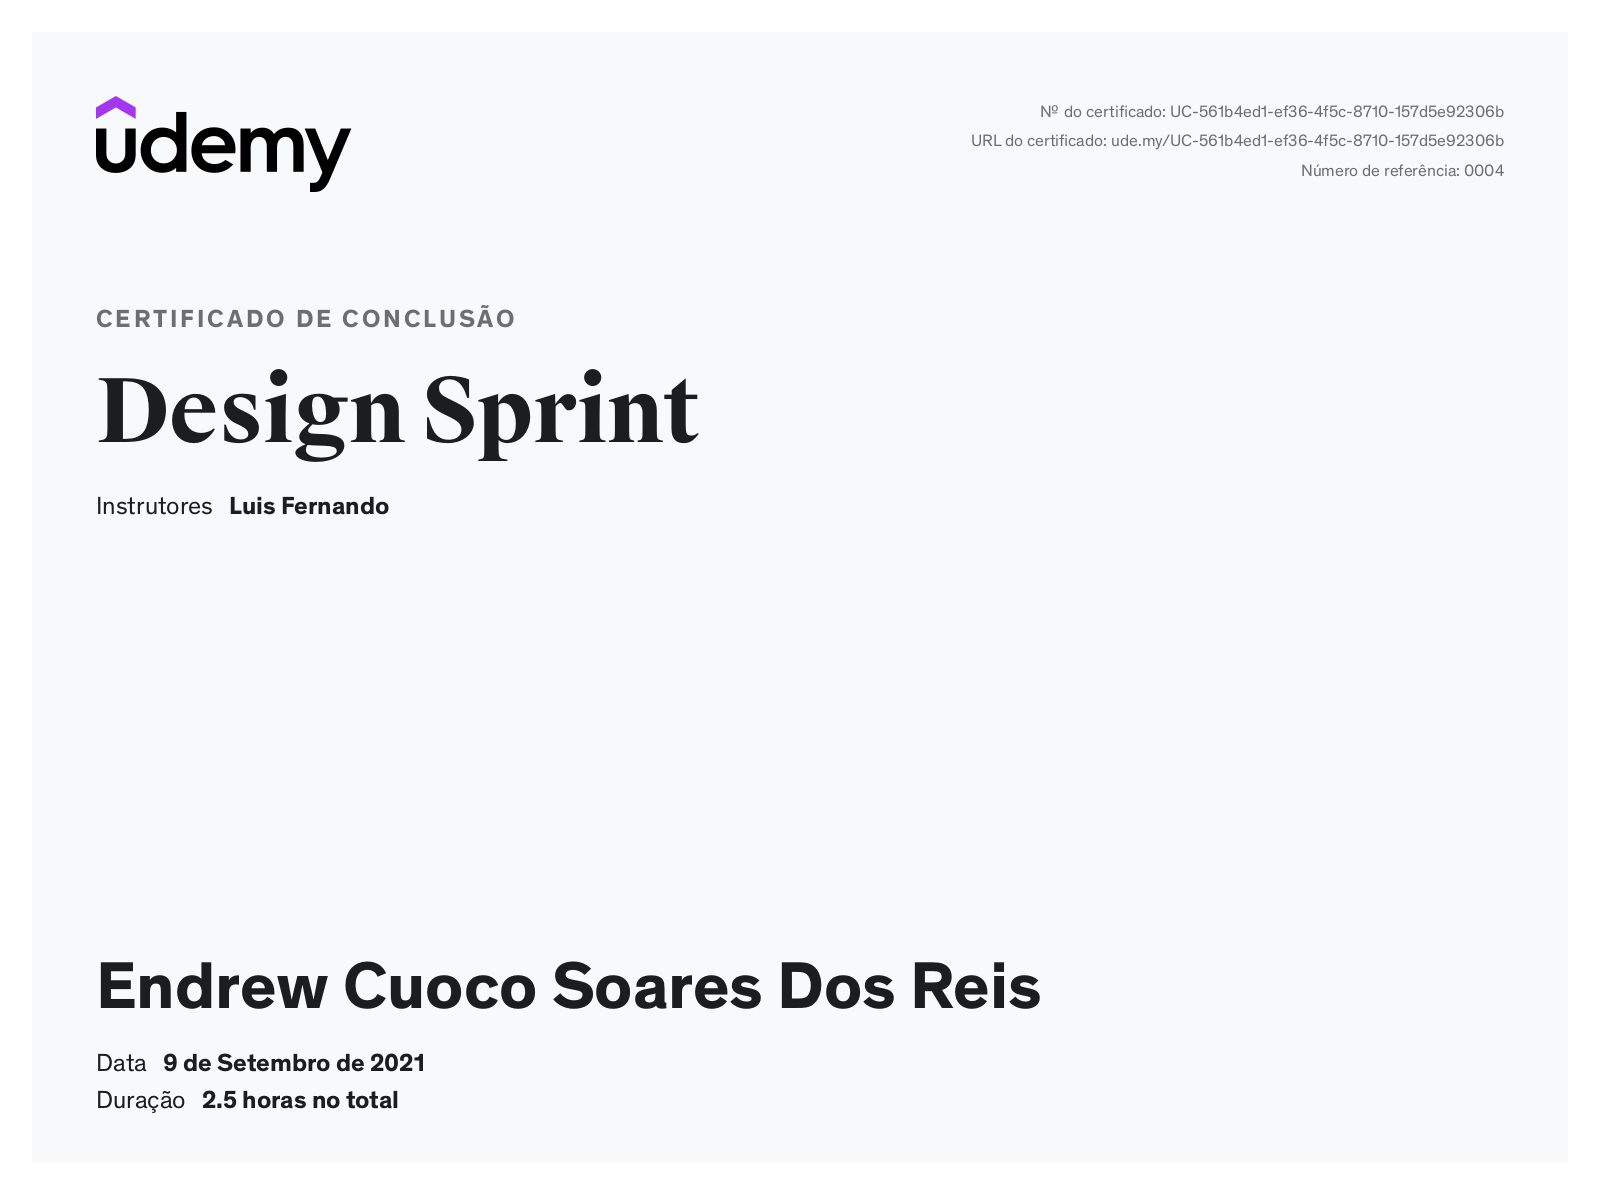 udemy
Nº do certificado: UC-561b4ed1-ef36-4f5c-8710-157d5e92306b
URL do certificado: ude.my/UC-561b4ed1-ef36-4f5c-8710-157d5e92306b
Número de referência: 0004
CERTIFICADO DE CONCLUSÃO
Design Sprint
Instrutores Luis Fernando
Endrew Cuoco Soares Dos Reis
Data 9 de Setembro de 2021
Duração 2.5 horas no total